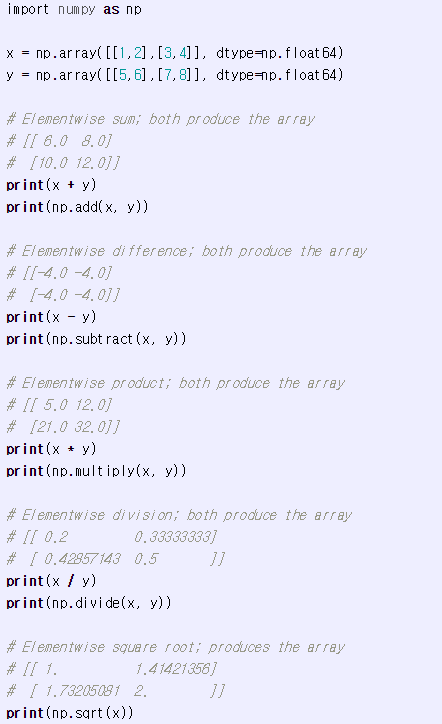 import numpy as np
x = np.array([[1,2],[3,4]], dtype=np.float64)
y = np.array([[5,6],[7,8]], dtype=np.float64)
# Elementwise sum; both produce the array
# [[ 6.0  8.0]
#  [10.0 12.0]]
print(x + y)
print(np.add(x, y))
# Elementwise difference; both produce the array
# [[-4.0 -4.0]
#  [-4.0 -4.0]]
print(x - y)
print(np.subtract(x, y))
# Elementwise product; both produce the array
# [[ 5.0 12.0]
#  [21.0 32.0]]
print(x * y)
print(np.multiply(x, y))
# Elementwise division; both produce the array
# [[ 0.2         0.33333333]
#  [ 0.42857143  0.5       ]]
print(x / y)
print(np.divide(x, y))
# Elementwise square root; produces the array
# [[ 1.          1.41421356]
#  [ 1.73205081  2.        ]]
print(np.sqrt(x))